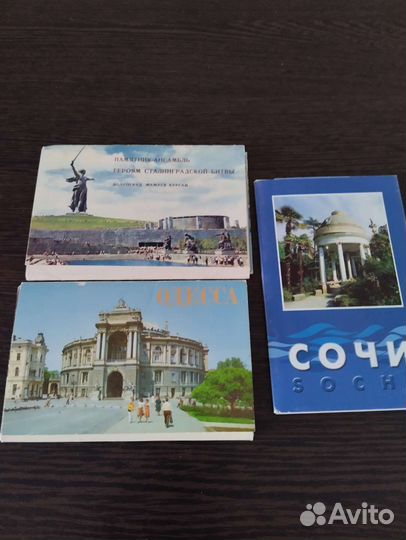 ПАМЯТНИК-АНСАМБЛЬ
ГЕРОЯМ СТАЛИНГРАДСКОЙ БИТВЫ
ВОЛГОГРАД МАМАЕВ КУРГАН
ОДЕССА
СОЧИ
SOCH
Avito